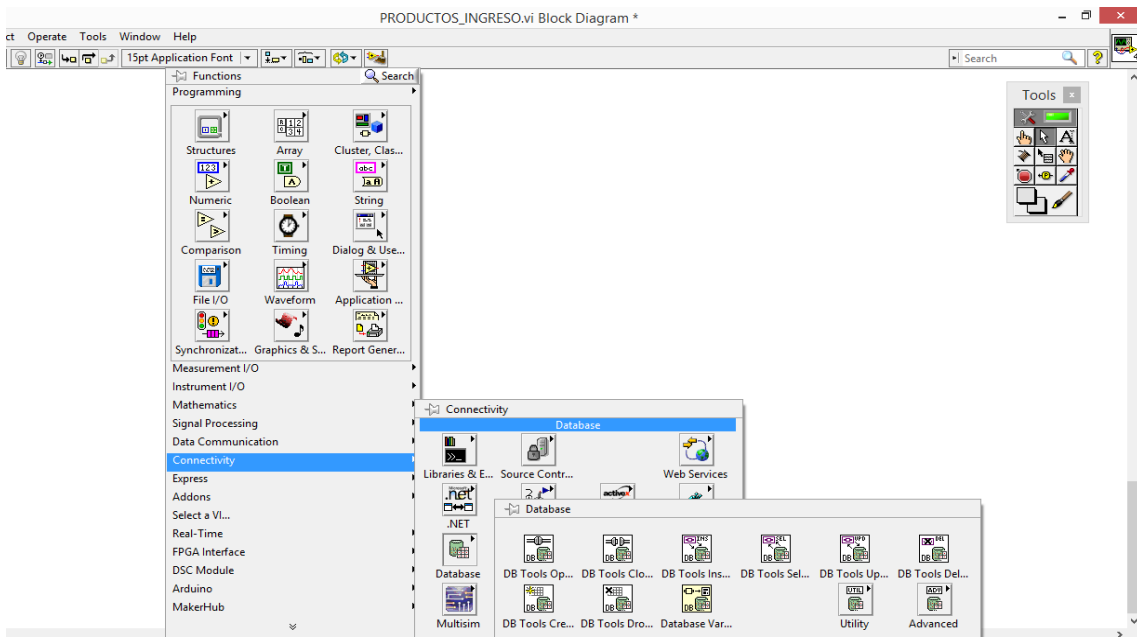 PRODUCTOS_INGRESO.vi Block Diagram *
ct Operate Tools Window Help
15pt Application Font
Search
Functions
Search
Programming
Tools
Structures Array Cluster, Clas...
Numeric Boolean String
Comparison Timing Dialog & Use...
File I/O Waveform Application ...
Synchronizat... Graphics & S... Report Gener...
Measurement I/O
Instrument I/O
Mathematics
Signal Processing
Data Communication
Connectivity
Express
Addons
Select a VI...
Real-Time
FPGA Interface
DSC Module
Arduino
MakerHub
Connectivity
Database
Libraries & E... Source Contr... Web Services
.NET
Database
Multisim
Database
DB Tools Op... DB Tools Clo... DB Tools Ins... DB Tools Sel... DB Tools Up... DB Tools Del...
DB Tools Cre... DB Tools Dro... Database Var... Utility Advanced